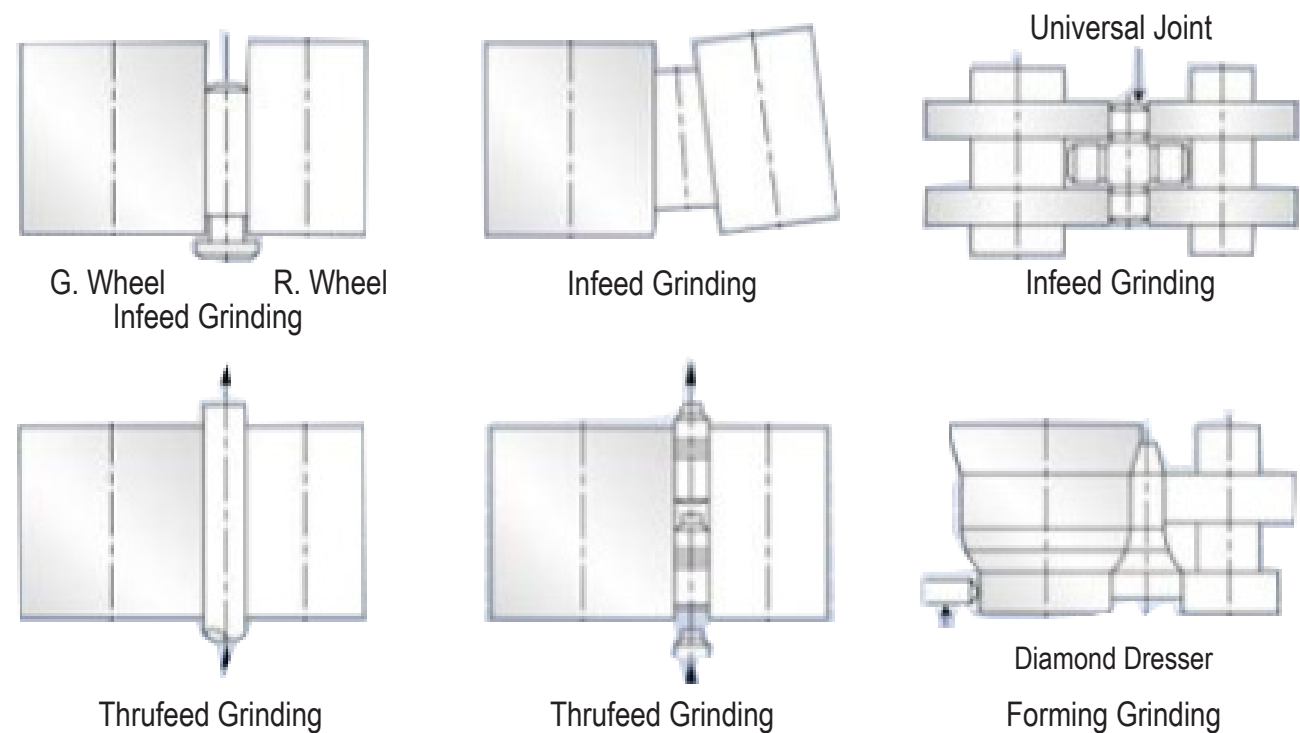 Universal Joint
G. Wheel R. Wheel
Infeed Grinding
Infeed Grinding
Infeed Grinding
Diamond Dresser
Thrufeed Grinding
Thrufeed Grinding
Forming Grinding